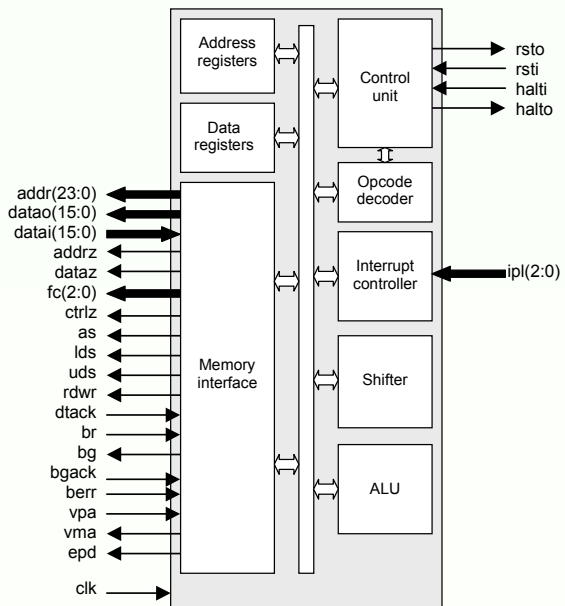 Address
registers
Data
registers
Memory
interface
Control
unit
Opcode
decoder
Interrupt
controller
Shifter
ALU
addr(23:0)
datao(15:0)
datai(15:0)
addrz
dataz
fc(2:0)
ctrlz
as
lds
uds
rdwr
dtack
br
bg
bgack
berr
vpa
vma
epd
clk
rsto
rsti
halti
halto
ipl(2:0)